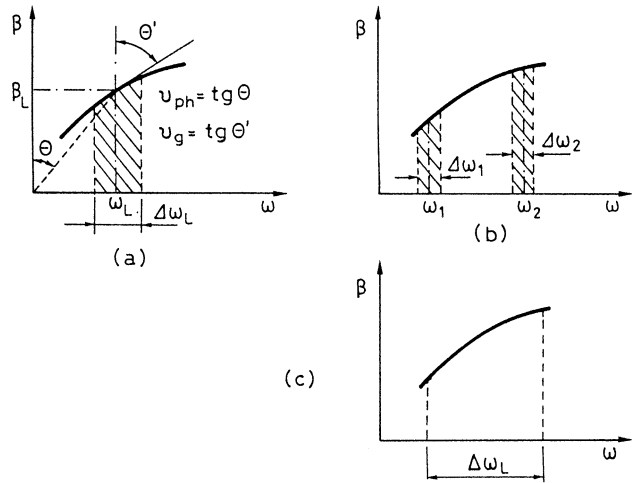 β
Θ'
β_L
υ_ph = tg Θ
υ_g = tg Θ'
Θ
ω_L
Δω_L
ω
(a)
β
Δω_1
Δω_2
ω_1
ω_2
ω
(b)
β
(c)
ω
Δω_L